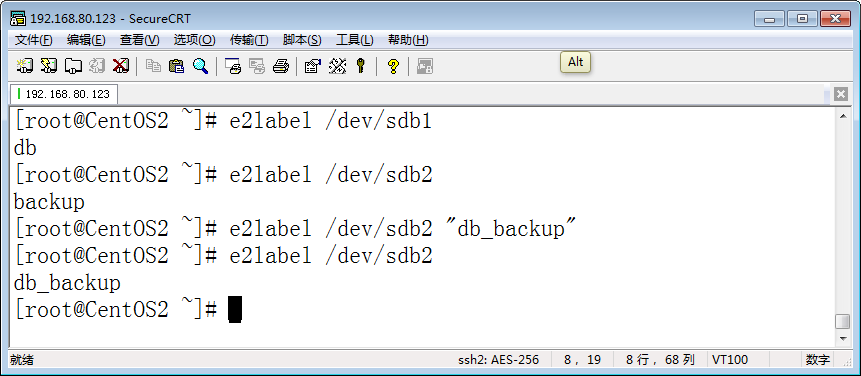 192.168.80.123 - SecureCRT
文件(F) 编辑(E) 查看(V) 选项(O) 传输(T) 脚本(S) 工具(L) 帮助(H)
Alt
192.168.80.123
[root@CentOS2 ~]# e2label /dev/sdb1
db
[root@CentOS2 ~]# e2label /dev/sdb2
backup
[root@CentOS2 ~]# e2label /dev/sdb2 "db_backup"
[root@CentOS2 ~]# e2label /dev/sdb2
db_backup
[root@CentOS2 ~]#
就绪 ssh2: AES-256 8, 19 8 行, 68 列 VT100 数字